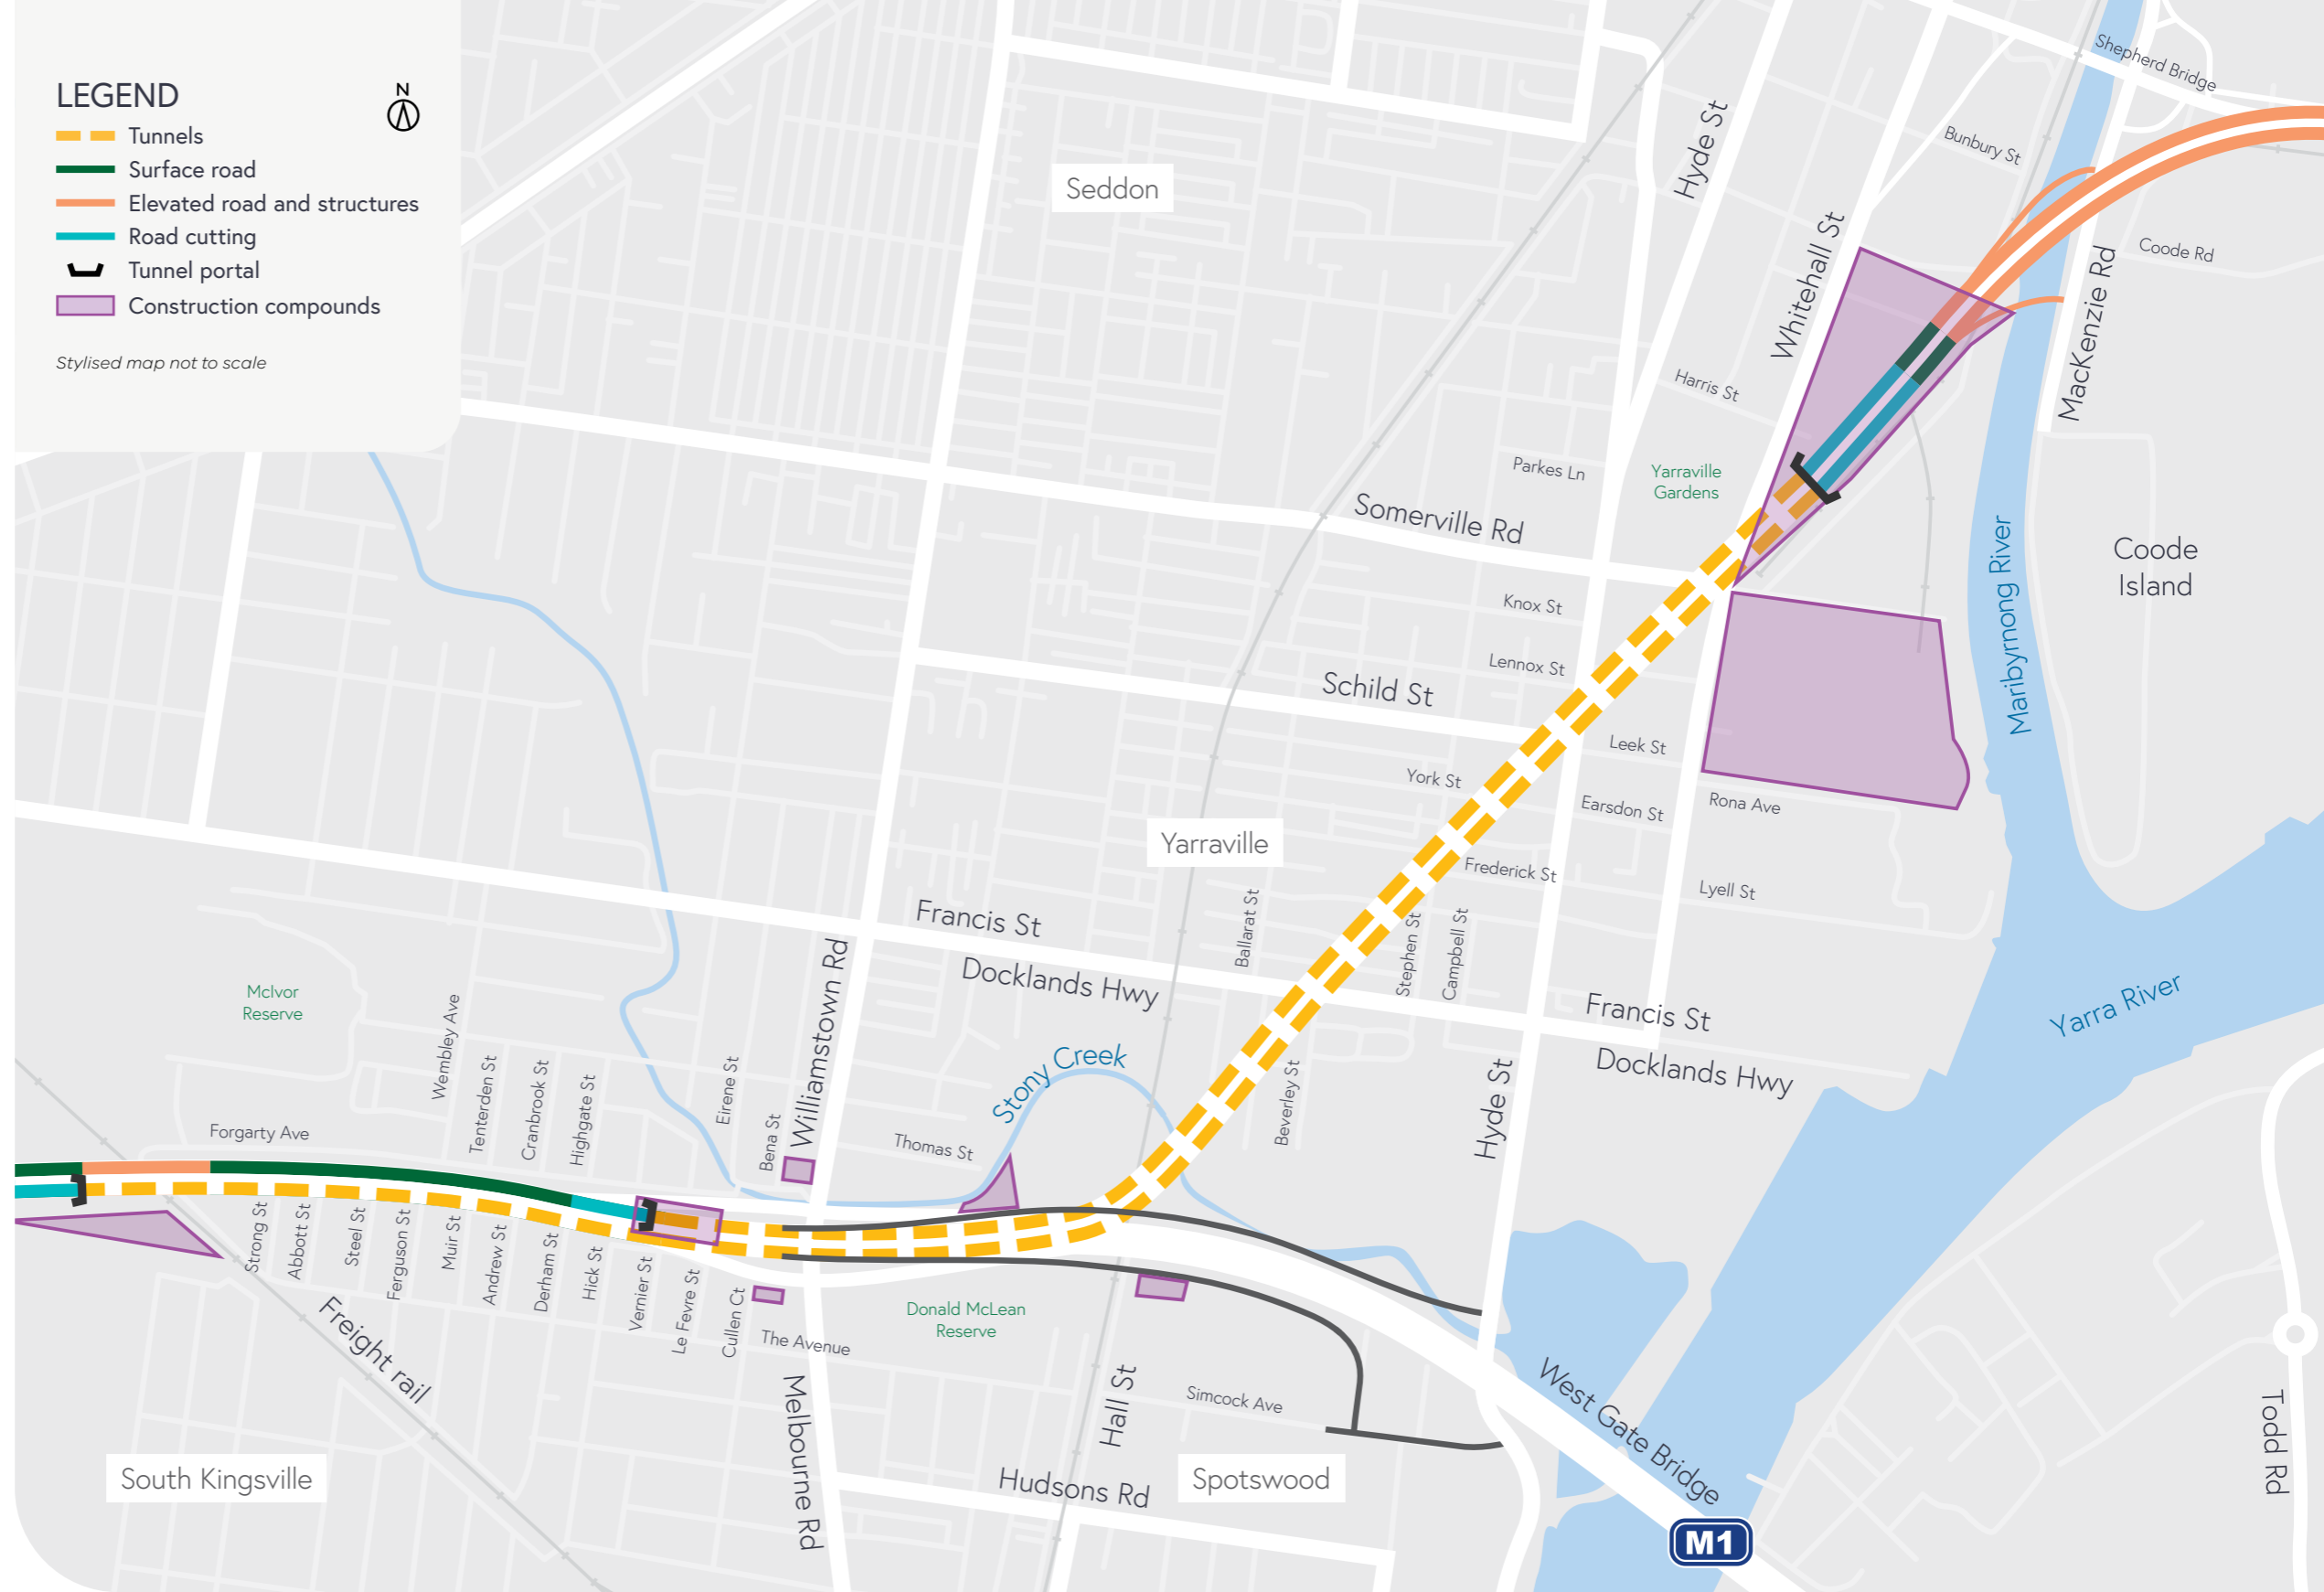 LEGEND
N
Tunnels
Surface road
Elevated road and structures
Road cutting
Tunnel portal
Construction compounds
Stylised map not to scale
Shepherd Bridge
Hyde St
Bunbury St
Seddon
Whitehall St
Coode Rd
MacKenzie Rd
Harris St
Parkes Ln
Yarraville
Gardens
Somerville Rd
Maribyrnong River
Coode
Island
Knox St
Lennox St
Schild St
Leek St
York St
Earsdon St
Rona Ave
Yarraville
Frederick St
Lyell St
Francis St
Ballarat St
Stephen St
Campbell St
Williamstown Rd
Docklands Hwy
McIvor
Reserve
Francis St
Yarra River
Wembley Ave
Tenterden St
Cranbrook St
Highgate St
Eirene St
Bena St
Stony Creek
Beverley St
Hyde St
Docklands Hwy
Forgarty Ave
Thomas St
Strong St
Abbott St
Steel St
Ferguson St
Muir St
Andrew St
Derham St
Hick St
Vernier St
Le Fevre St
Cullen Ct
The Avenue
Donald McLean
Reserve
Freight rail
Melbourne Rd
Hall St
Simcock Ave
West Gate Bridge
Todd Rd
South Kingsville
Hudsons Rd
Spotswood
M1